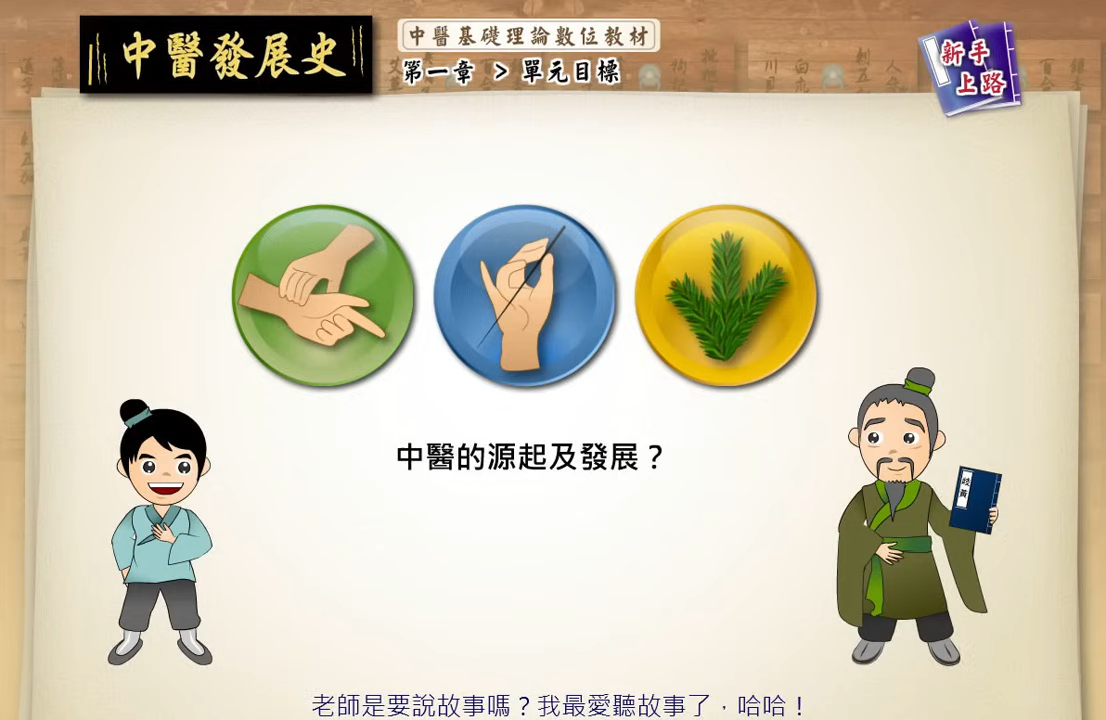 中醫發展史
中醫基礎理論數位教材
第一章 > 單元目標
新手
上路
中醫的源起及發展？
岐黃
老師是要說故事嗎？我最愛聽故事了，哈哈！